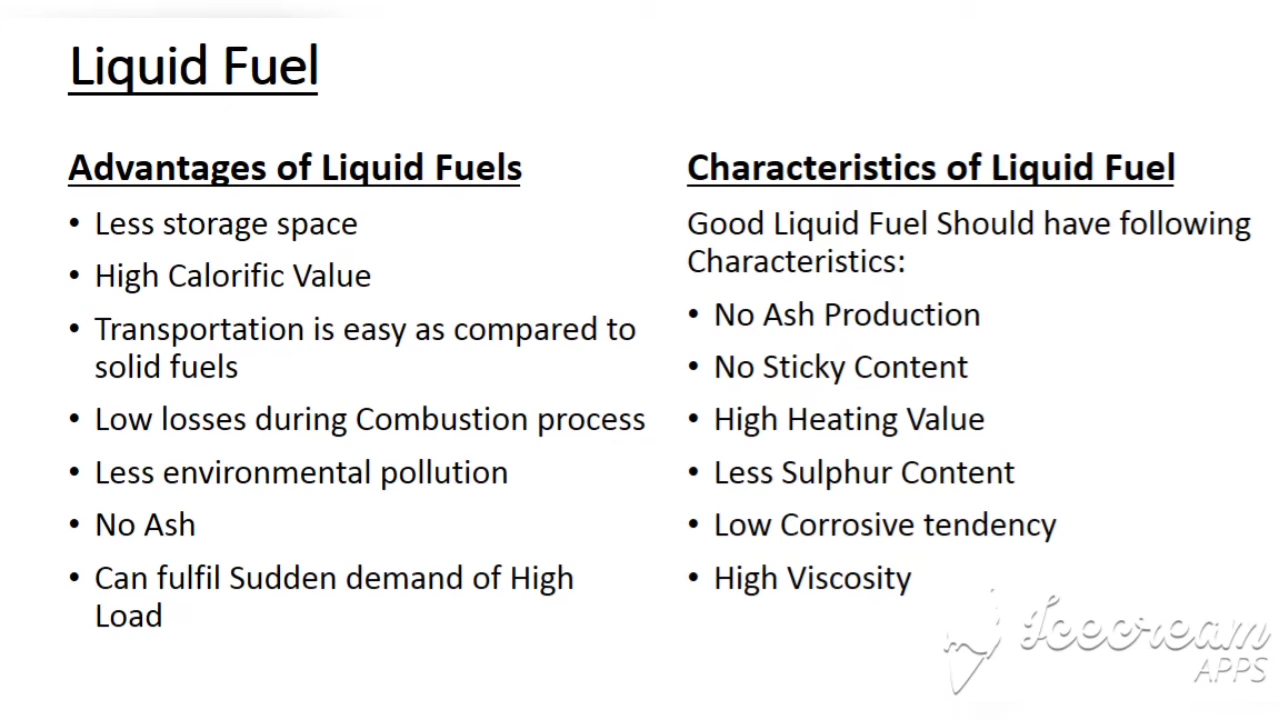 Liquid Fuel
Advantages of Liquid Fuels
• Less storage space
• High Calorific Value
• Transportation is easy as compared to
solid fuels
• Low losses during Combustion process
• Less environmental pollution
• No Ash
• Can fulfil Sudden demand of High
Load
Characteristics of Liquid Fuel
Good Liquid Fuel Should have following
Characteristics:
• No Ash Production
• No Sticky Content
• High Heating Value
• Less Sulphur Content
• Low Corrosive tendency
• High Viscosity
Icecream
APPS